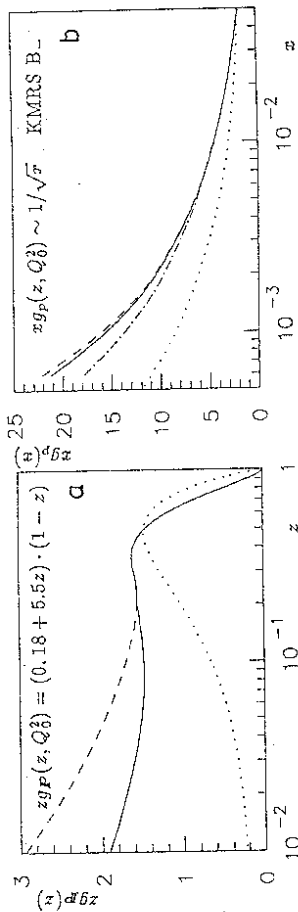 a
zg_P(z, Q_0^2) = (0.18 + 5.5z) · (1 − z)
zg_P(z)
3
2
1
0
10^-2
10^-1
z
1
b
xg_p(z, Q_0^2) ~ 1/√x KMRS B_
xg_p(x)
25
20
15
10
5
0
10^-3
10^-2
x